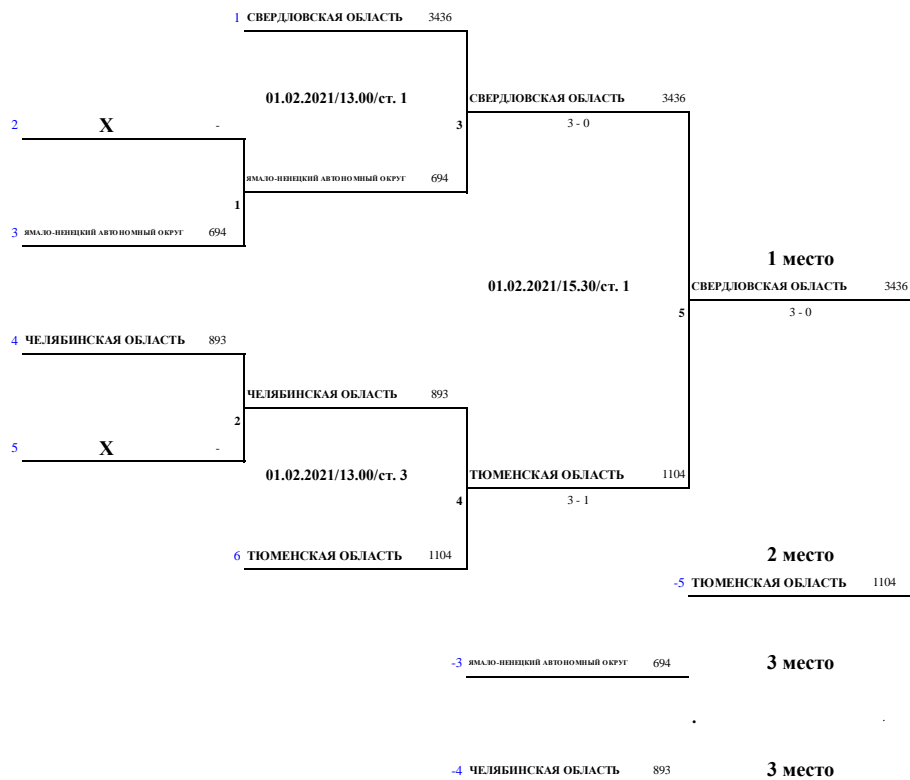 1 СВЕРДЛОВСКАЯ ОБЛАСТЬ 3436
01.02.2021/13.00/ст. 1
СВЕРДЛОВСКАЯ ОБЛАСТЬ 3436
2 X -
3
3 - 0
ЯМАЛО-НЕНЕЦКИЙ АВТОНОМНЫЙ ОКРУГ 694
1
3 ЯМАЛО-НЕНЕЦКИЙ АВТОНОМНЫЙ ОКРУГ 694
1 место
01.02.2021/15.30/ст. 1
СВЕРДЛОВСКАЯ ОБЛАСТЬ 3436
5
3 - 0
4 ЧЕЛЯБИНСКАЯ ОБЛАСТЬ 893
ЧЕЛЯБИНСКАЯ ОБЛАСТЬ 893
2
5 X -
01.02.2021/13.00/ст. 3
ТЮМЕНСКАЯ ОБЛАСТЬ 1104
4
3 - 1
6 ТЮМЕНСКАЯ ОБЛАСТЬ 1104
2 место
-5 ТЮМЕНСКАЯ ОБЛАСТЬ 1104
-3 ЯМАЛО-НЕНЕЦКИЙ АВТОНОМНЫЙ ОКРУГ 694
3 место
-4 ЧЕЛЯБИНСКАЯ ОБЛАСТЬ 893
3 место